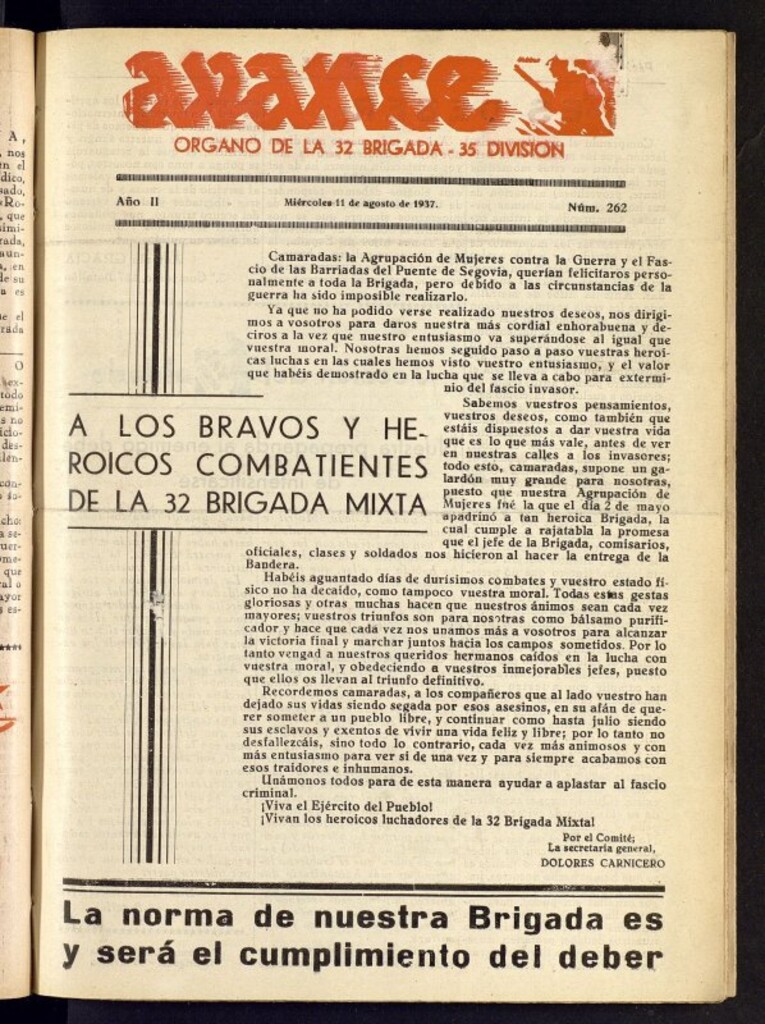 avance
ORGANO DE LA 32 BRIGADA - 35 DIVISION
Año II
Miércoles 11 de agosto de 1937.
Núm. 262
A LOS BRAVOS Y HE-
ROICOS COMBATIENTES
DE LA 32 BRIGADA MIXTA
Camaradas: la Agrupación de Mujeres contra la Guerra y el Fas-
cio de las Barriadas del Puente de Segovia, querían felicitaros perso-
nalmente a toda la Brigada, pero debido a las circunstancias de la
guerra ha sido imposible realizarlo.
Ya que no ha podido verse realizado nuestros deseos, nos dirigi-
mos a vosotros para daros nuestra más cordial enhorabuena y de-
ciros a la vez que nuestro entusiasmo va superándose al igual que
vuestra moral. Nosotras hemos seguido paso a paso vuestras heroi-
cas luchas en las cuales hemos visto vuestro entusiasmo, y el valor
que habéis demostrado en la lucha que se lleva a cabo para extermi-
nio del fascio invasor.
Sabemos vuestros pensamientos,
vuestros deseos, como también que
estáis dispuestos a dar vuestra vida
que es lo que más vale, antes de ver
en nuestras calles a los invasores;
todo esto, camaradas, supone un ga-
lardón muy grande para nosotras,
puesto que nuestra Agrupación de
Mujeres fué la que el día 2 de mayo
apadrinó a tan heroica Brigada, la
cual cumple a rajatabla la promesa
que el jefe de la Brigada, comisarios,
oficiales, clases y soldados nos hicieron al hacer la entrega de la
Bandera.
Habéis aguantado días de durísimos combates y vuestro estado fí-
sico no ha decaído, como tampoco vuestra moral. Todas estas gestas
gloriosas y otras muchas hacen que nuestros ánimos sean cada vez
mayores; vuestros triunfos son para nosotras como bálsamo purifi-
cador y hace que cada vez nos unamos más a vosotros para alcanzar
la victoria final y marchar juntos hacia los campos sometidos. Por lo
tanto vengad a nuestros queridos hermanos caídos en la lucha con
vuestra moral, y obedeciendo a vuestros inmejorables jefes, puesto
que ellos os llevan al triunfo definitivo.
Recordemos camaradas, a los compañeros que al lado vuestro han
dejado sus vidas siendo segada por esos asesinos, en su afán de que-
rer someter a un pueblo libre, y continuar como hasta julio siendo
sus esclavos y exentos de vivir una vida feliz y libre; por lo tanto no
desfallezcáis, sino todo lo contrario, cada vez más animosos y con
más entusiasmo para ver si de una vez y para siempre acabamos con
esos traidores e inhumanos.
Unámonos todos para de esta manera ayudar a aplastar al fascio
criminal.
¡Viva el Ejército del Pueblo!
¡Vivan los heroicos luchadores de la 32 Brigada Mixta!
Por el Comité;
La secretaria general,
DOLORES CARNICERO
La norma de nuestra Brigada es
y será el cumplimiento del deber